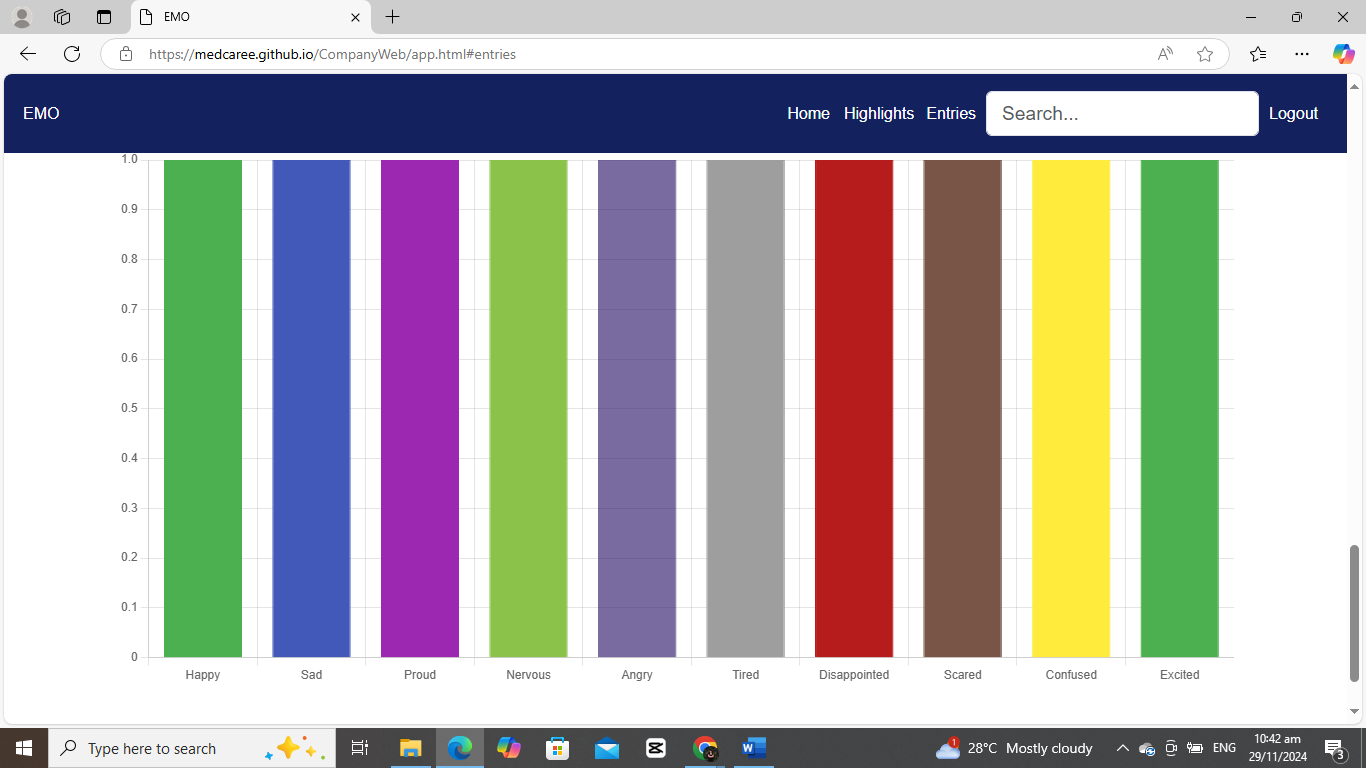 EMO
https://medcaree.github.io/CompanyWeb/app.html#entries
EMO
Home Highlights Entries Search... Logout
1.0
0.9
0.8
0.7
0.6
0.5
0.4
0.3
0.2
0.1
0
Happy Sad Proud Nervous Angry Tired Disappointed Scared Confused Excited
Type here to search
1
28°C Mostly cloudy
ENG
10:42 am
29/11/2024
3